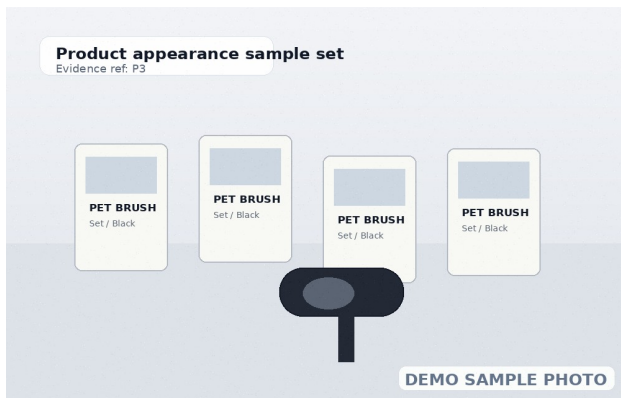 Product appearance sample set
Evidence ref: P3
PET BRUSH
Set / Black
PET BRUSH
Set / Black
PET BRUSH
Set / Black
PET BRUSH
Set / Black
DEMO SAMPLE PHOTO